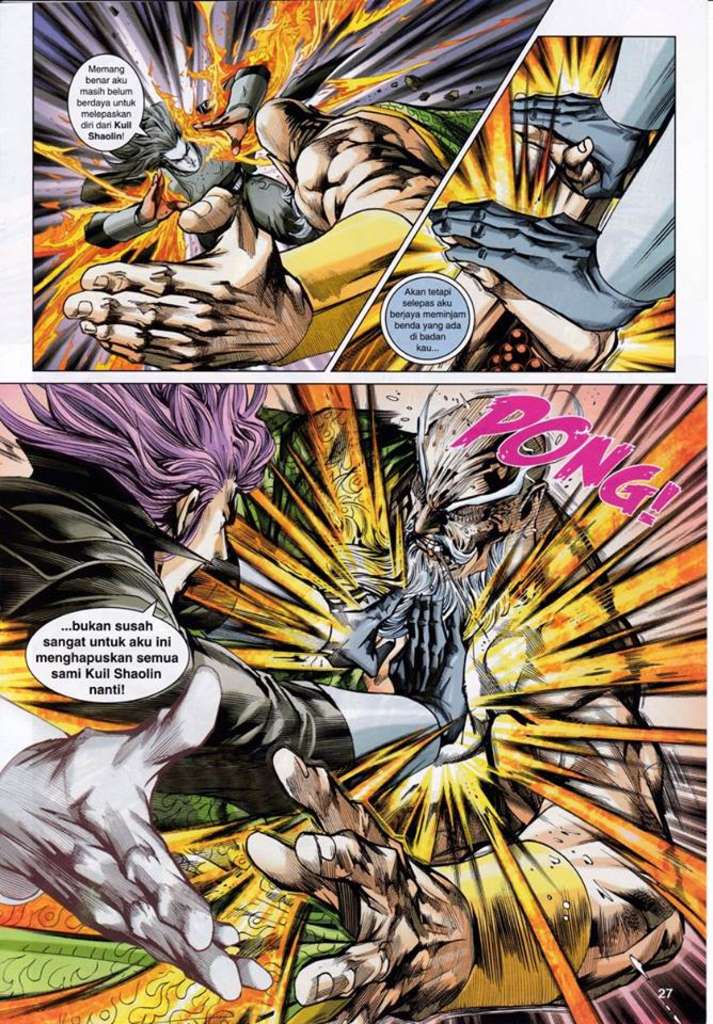 Memang
benar aku
masih belum
berdaya untuk
melepaskan
diri dari Kuil
Shaolin!
Akan tetapi
selepas aku
berjaya meminjam
benda yang ada
di badan
kau...
PONG!
...bukan susah
sangat untuk aku ini
menghapuskan semua
sami Kuil Shaolin
nanti!
27